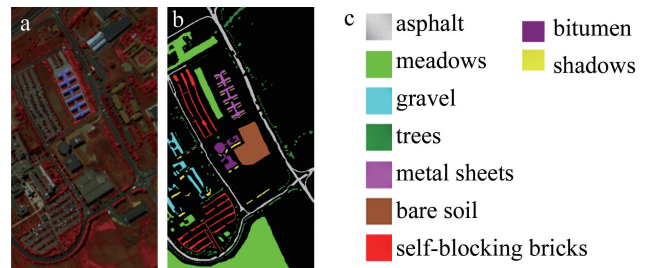 a
b
c
asphalt
meadows
gravel
trees
metal sheets
bare soil
self-blocking bricks
bitumen
shadows